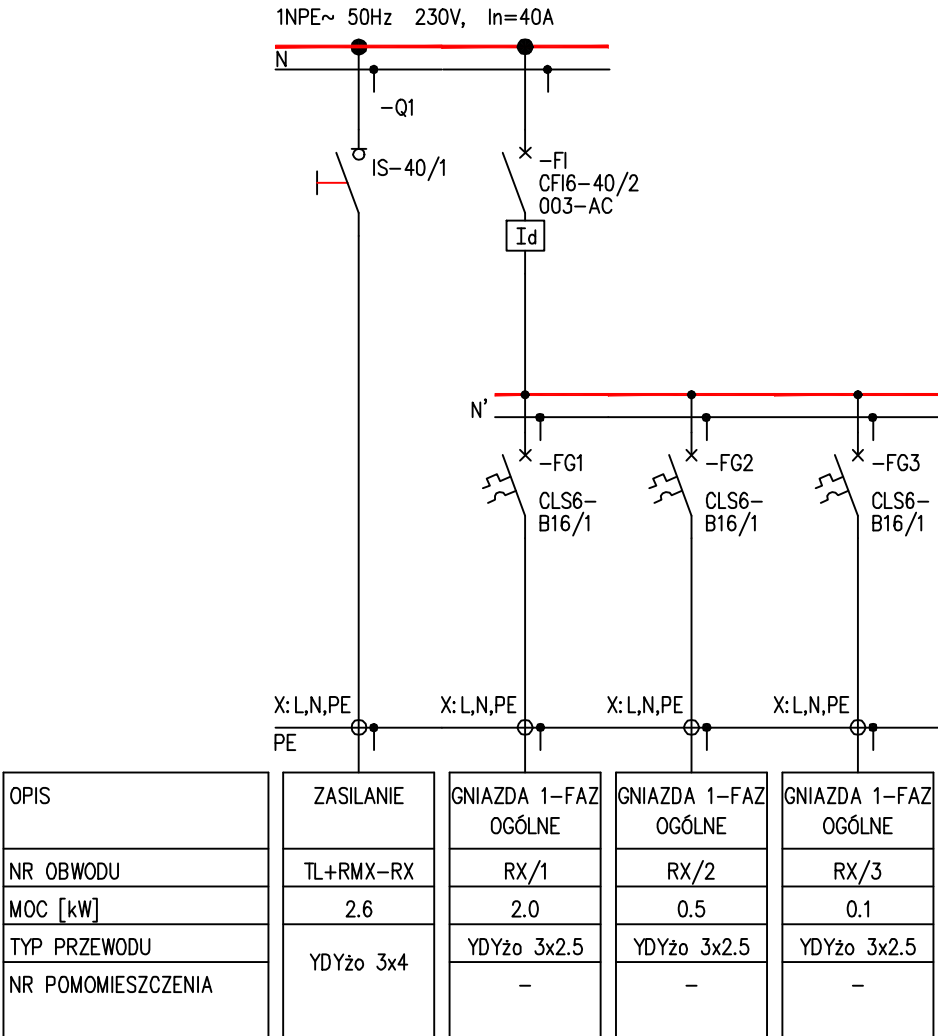 1NPE~ 50Hz 230V, In=40A
N
-Q1
IS-40/1
-FI
CFI6-40/2
003-AC
Id
N'
-FG1
CLS6-
B16/1
-FG2
CLS6-
B16/1
-FG3
CLS6-
B16/1
X:L,N,PE X:L,N,PE X:L,N,PE X:L,N,PE
PE
OPIS ZASILANIE GNIAZDA 1-FAZ GNIAZDA 1-FAZ GNIAZDA 1-FAZ
OGÓLNE OGÓLNE OGÓLNE
NR OBWODU TL+RMX-RX RX/1 RX/2 RX/3
MOC [kW] 2.6 2.0 0.5 0.1
TYP PRZEWODU YDYżo 3x4 YDYżo 3x2.5 YDYżo 3x2.5 YDYżo 3x2.5
NR POMOMIESZCZENIA - - -